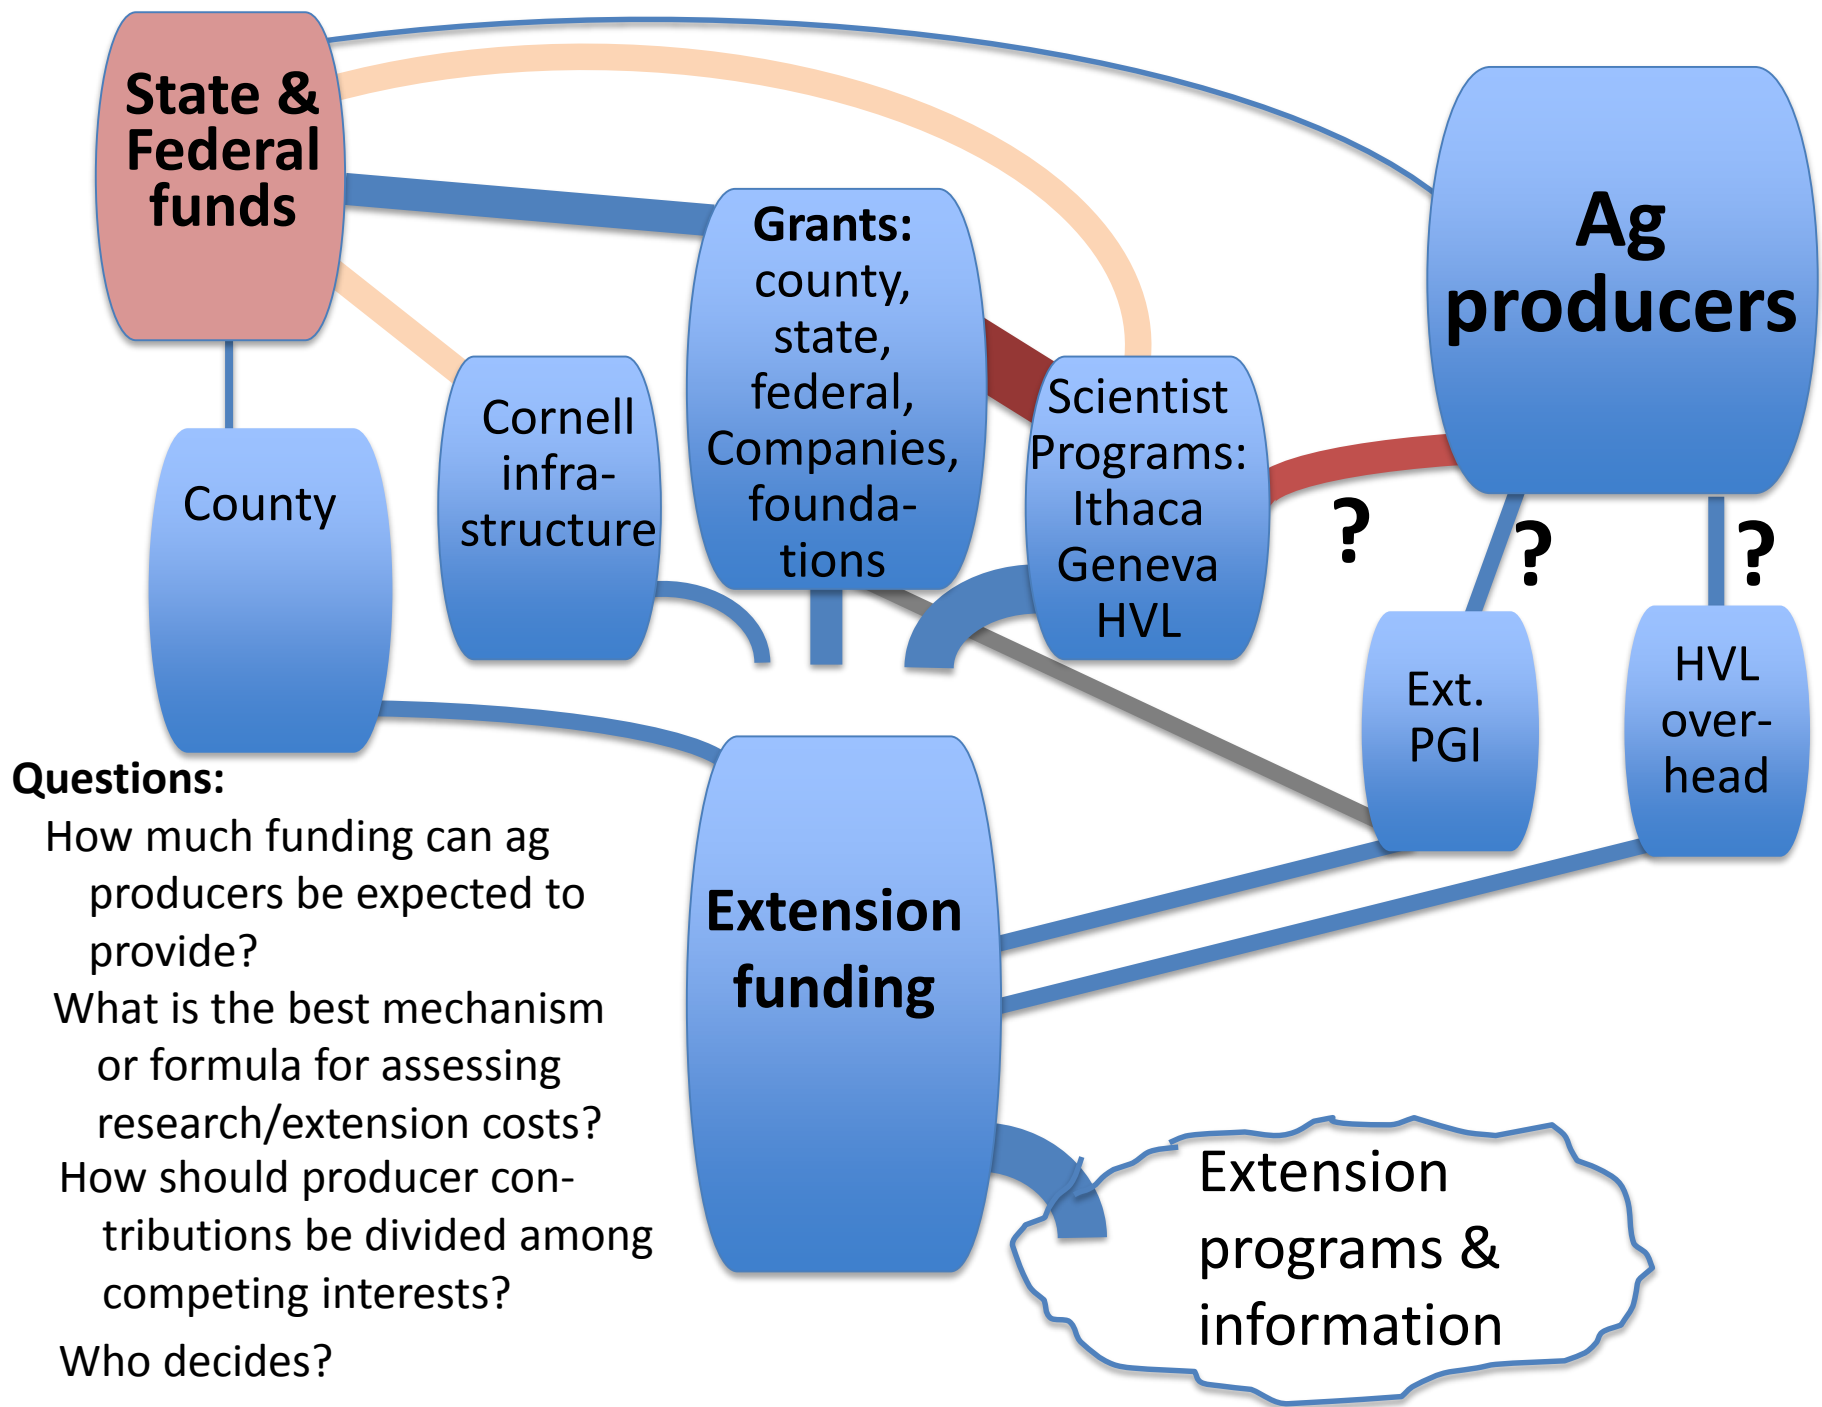 State &
Federal
funds
Grants:
county,
state,
federal,
Companies,
founda-
tions
Ag
producers
County
Cornell
infra-
structure
Scientist
Programs:
Ithaca
Geneva
HVL
?
?
?
Ext.
PGI
HVL
over-
head
Questions:
How much funding can ag
producers be expected to
provide?
What is the best mechanism
or formula for assessing
research/extension costs?
How should producer con-
tributions be divided among
competing interests?
Who decides?
Extension
funding
Extension
programs &
information